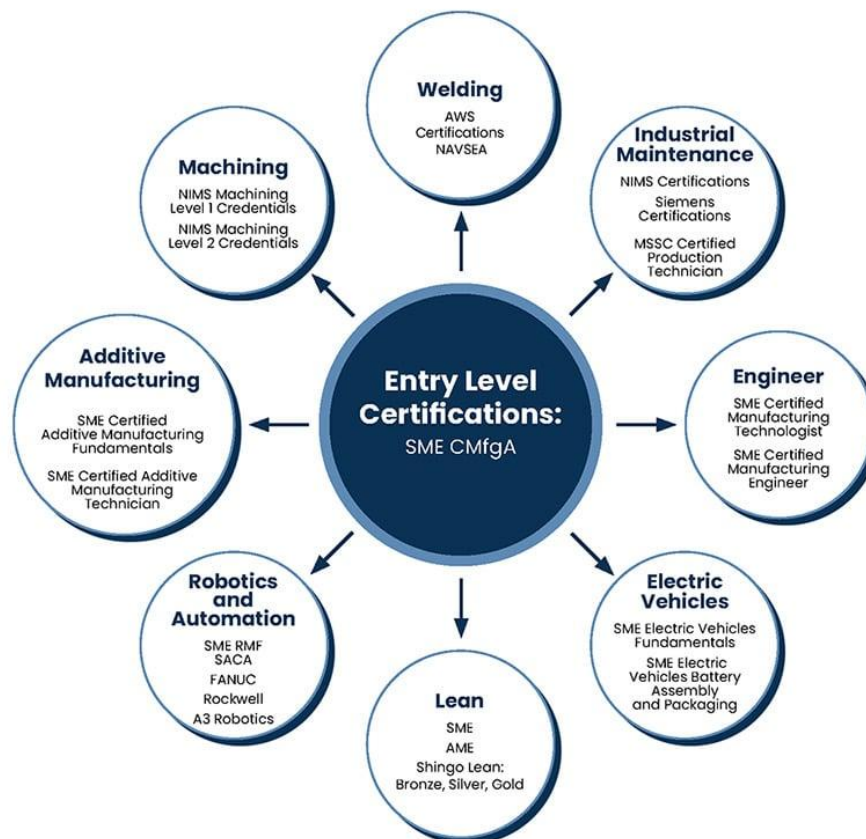 Welding
AWS
Certifications
NAVSEA
Industrial
Maintenance
NIMS Certifications
Siemens
Certifications
MSSC Certified
Production
Technician
Engineer
SME Certified
Manufacturing
Technologist
SME Certified
Manufacturing
Engineer
Electric
Vehicles
SME Electric Vehicles
Fundamentals
SME Electric
Vehicles Battery
Assembly
and Packaging
Lean
SME
AME
Shingo Lean:
Bronze, Silver, Gold
Robotics
and
Automation
SME RMF
SACA
FANUC
Rockwell
A3 Robotics
Additive
Manufacturing
SME Certified
Additive Manufacturing
Fundamentals
SME Certified Additive
Manufacturing
Technician
Machining
NIMS Machining
Level 1 Credentials
NIMS Machining
Level 2 Credentials
Entry Level
Certifications:
SME CMfgA